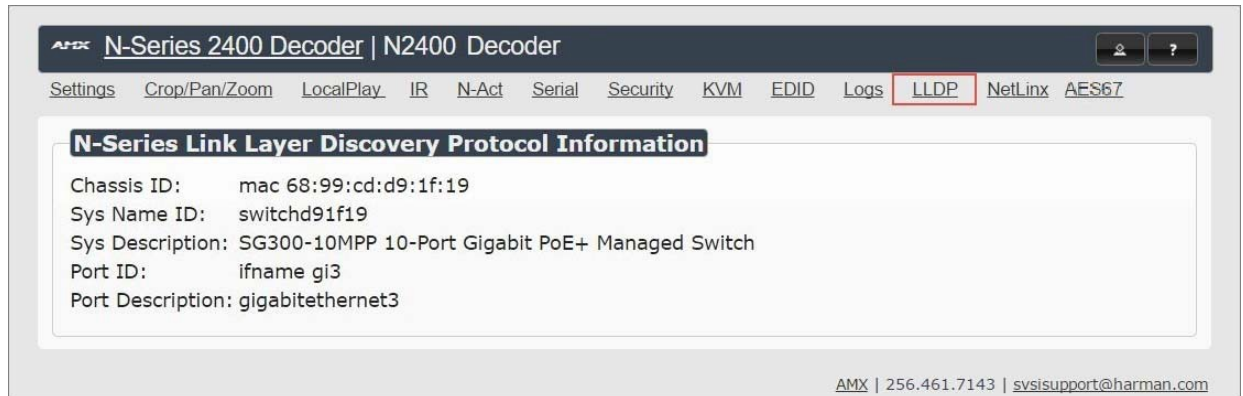 AMX N-Series 2400 Decoder | N2400 Decoder ?
Settings Crop/Pan/Zoom LocalPlay IR N-Act Serial Security KVM EDID Logs LLDP NetLinx AES67
N-Series Link Layer Discovery Protocol Information
Chassis ID: mac 68:99:cd:d9:1f:19
Sys Name ID: switchd91f19
Sys Description: SG300-10MPP 10-Port Gigabit PoE+ Managed Switch
Port ID: ifname gi3
Port Description: gigabitethernet3
AMX | 256.461.7143 | svsisupport@harman.com